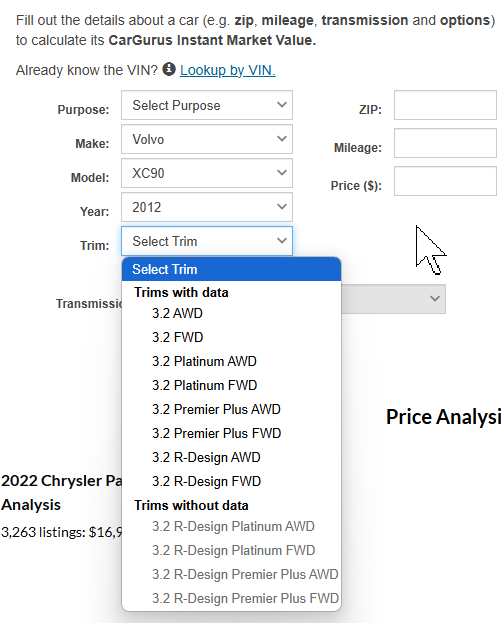 Fill out the details about a car (e.g. zip, mileage, transmission and options)
to calculate its CarGurus Instant Market Value.
Already know the VIN? Lookup by VIN.
Purpose: Select Purpose
ZIP:
Make: Volvo
Mileage:
Model: XC90
Price ($):
Year: 2012
Trim: Select Trim
Select Trim
Trims with data
Transmissio
3.2 AWD
3.2 FWD
3.2 Platinum AWD
3.2 Platinum FWD
3.2 Premier Plus AWD
3.2 Premier Plus FWD
3.2 R-Design AWD
3.2 R-Design FWD
Trims without data
3.2 R-Design Platinum AWD
3.2 R-Design Platinum FWD
3.2 R-Design Premier Plus AWD
3.2 R-Design Premier Plus FWD
Price Analysi
2022 Chrysler Pa
Analysis
3,263 listings: $16,9